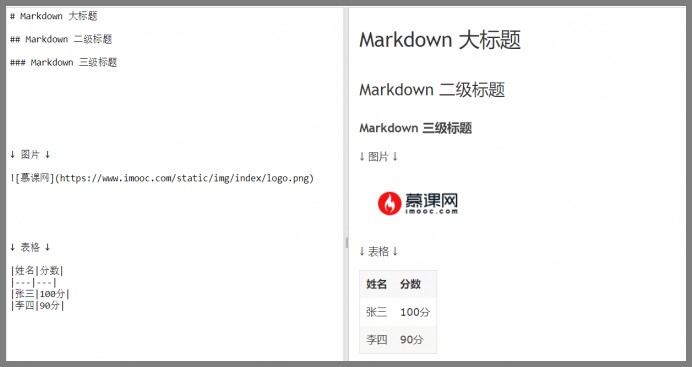 # Markdown 大标题
## Markdown 二级标题
### Markdown 三级标题
↓ 图片 ↓
![慕课网](https://www.imooc.com/static/img/index/logo.png)
↓ 表格 ↓
|姓名|分数|
|---|---|
|张三|100分|
|李四|90分|
Markdown 大标题
Markdown 二级标题
Markdown 三级标题
↓ 图片 ↓
慕课网
imooc.com
↓ 表格 ↓
姓名 分数
张三 100分
李四 90分